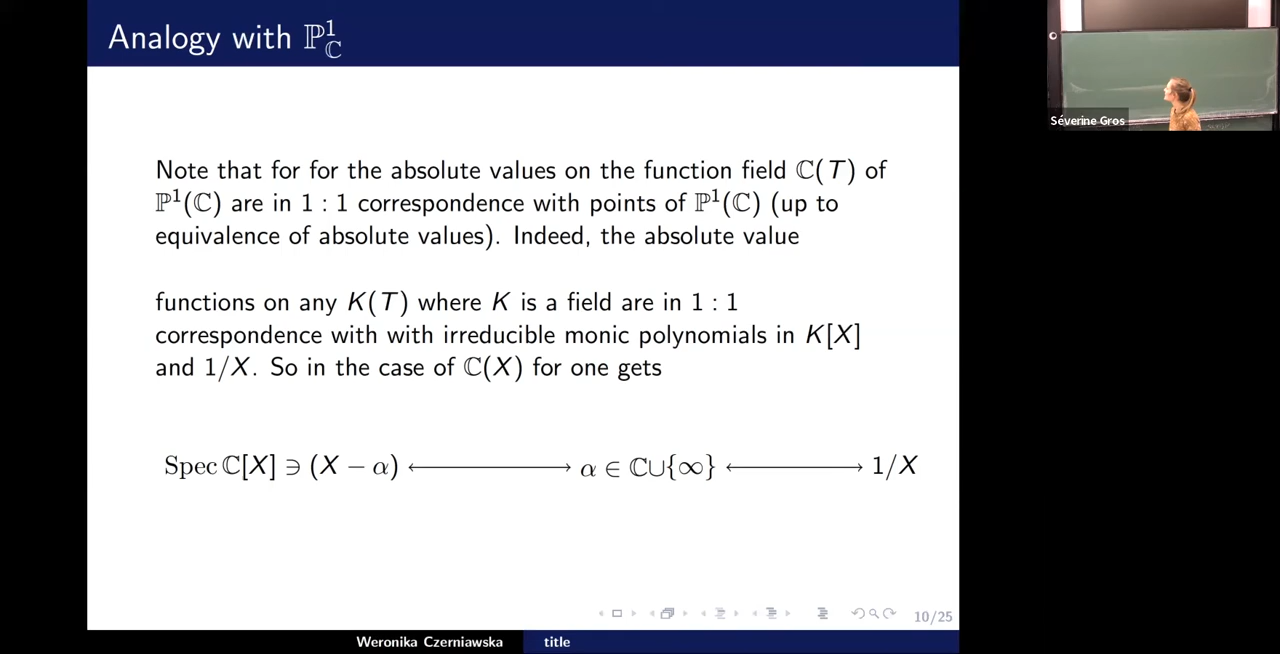 Analogy with ℙ¹_ℂ
Séverine Gros
Note that for for the absolute values on the function field ℂ(T) of
ℙ¹(ℂ) are in 1 : 1 correspondence with points of ℙ¹(ℂ) (up to
equivalence of absolute values). Indeed, the absolute value
functions on any K(T) where K is a field are in 1 : 1
correspondence with with irreducible monic polynomials in K[X]
and 1/X. So in the case of ℂ(X) for one gets
Spec ℂ[X] ∋ (X − α) ⟷ α ∈ ℂ∪{∞} ⟷ 1/X
10/25
Weronika Czerniawska title